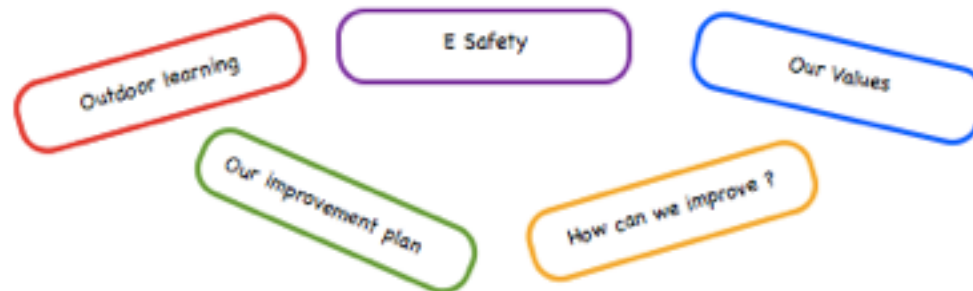 Outdoor learning
E Safety
Our Values
Our improvement plan
How can we improve ?